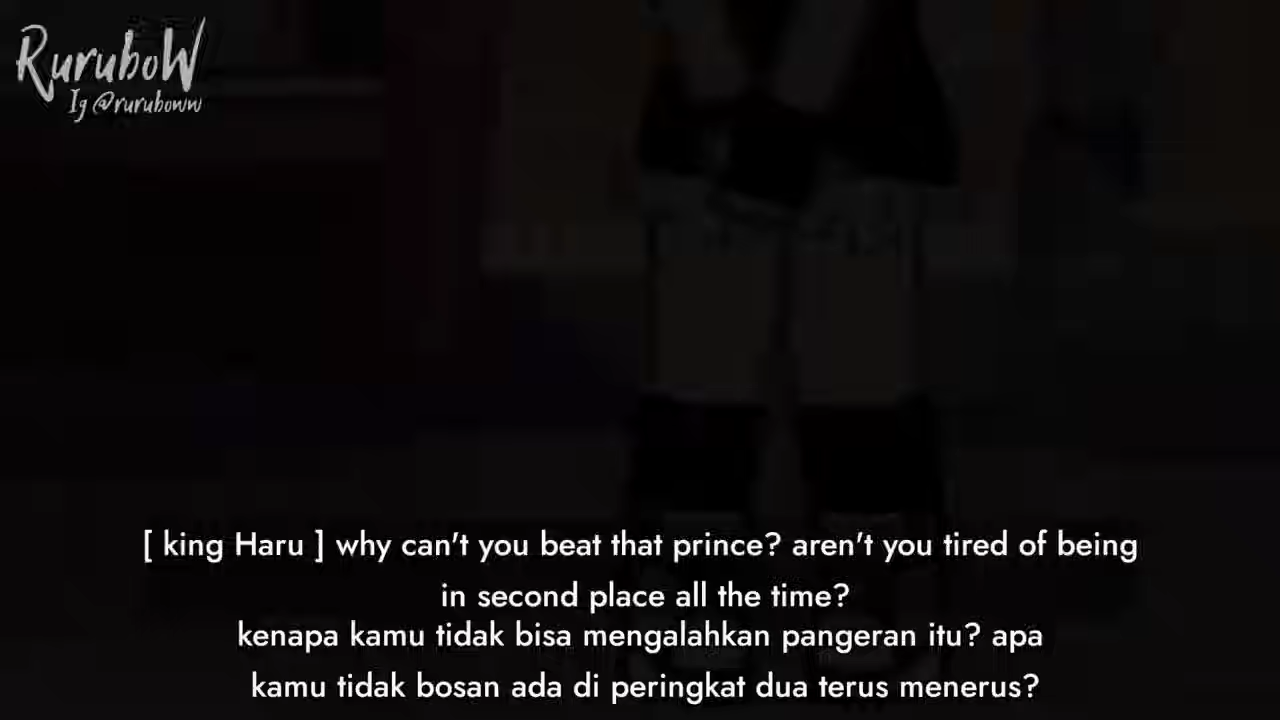 RuruboW
Ig @ruruboww
[ king Haru ] why can't you beat that prince? aren't you tired of being
in second place all the time?
kenapa kamu tidak bisa mengalahkan pangeran itu? apa
kamu tidak bosan ada di peringkat dua terus menerus?